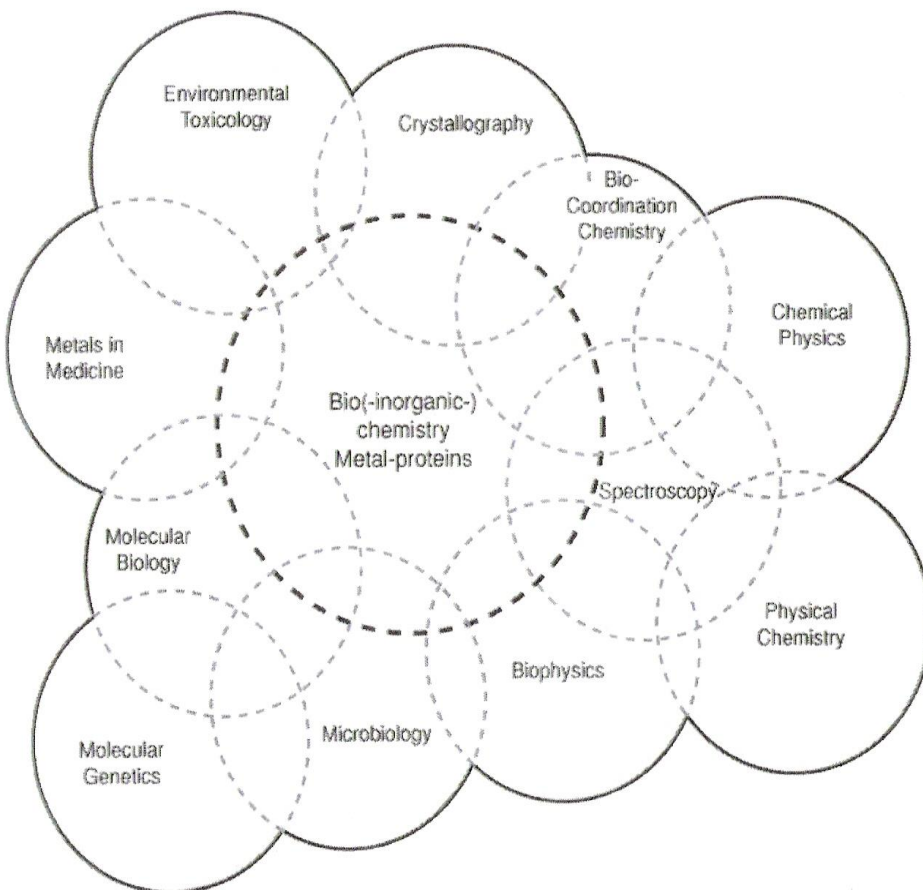 Environmental
Toxicology
Crystallography
Bio-
Coordination
Chemistry
Chemical
Physics
Metals in
Medicine
Bio(-inorganic-)
chemistry
Metal-proteins
Spectroscopy
Molecular
Biology
Physical
Chemistry
Biophysics
Microbiology
Molecular
Genetics